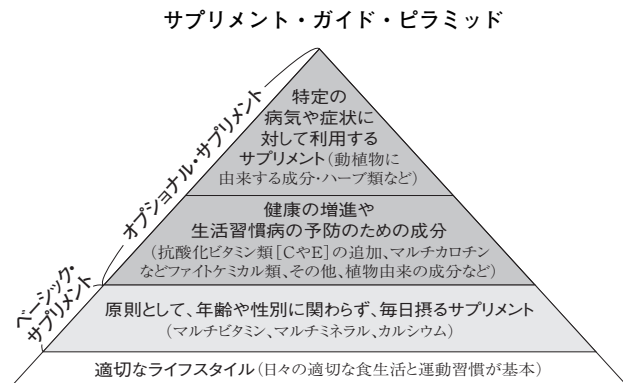 サプリメント・ガイド・ピラミッド
オプショナル・サプリメント
特定の
病気や症状に
対して利用する
サプリメント（動植物に
由来する成分・ハーブ類など）
健康の増進や
生活習慣病の予防のための成分
（抗酸化ビタミン類［CやE］の追加、マルチカロチン
などファイトケミカル類、その他、植物由来の成分など）
ベーシック・
サプリメント
原則として、年齢や性別に関わらず、毎日摂るサプリメント
（マルチビタミン、マルチミネラル、カルシウム）
適切なライフスタイル（日々の適切な食生活と運動習慣が基本）